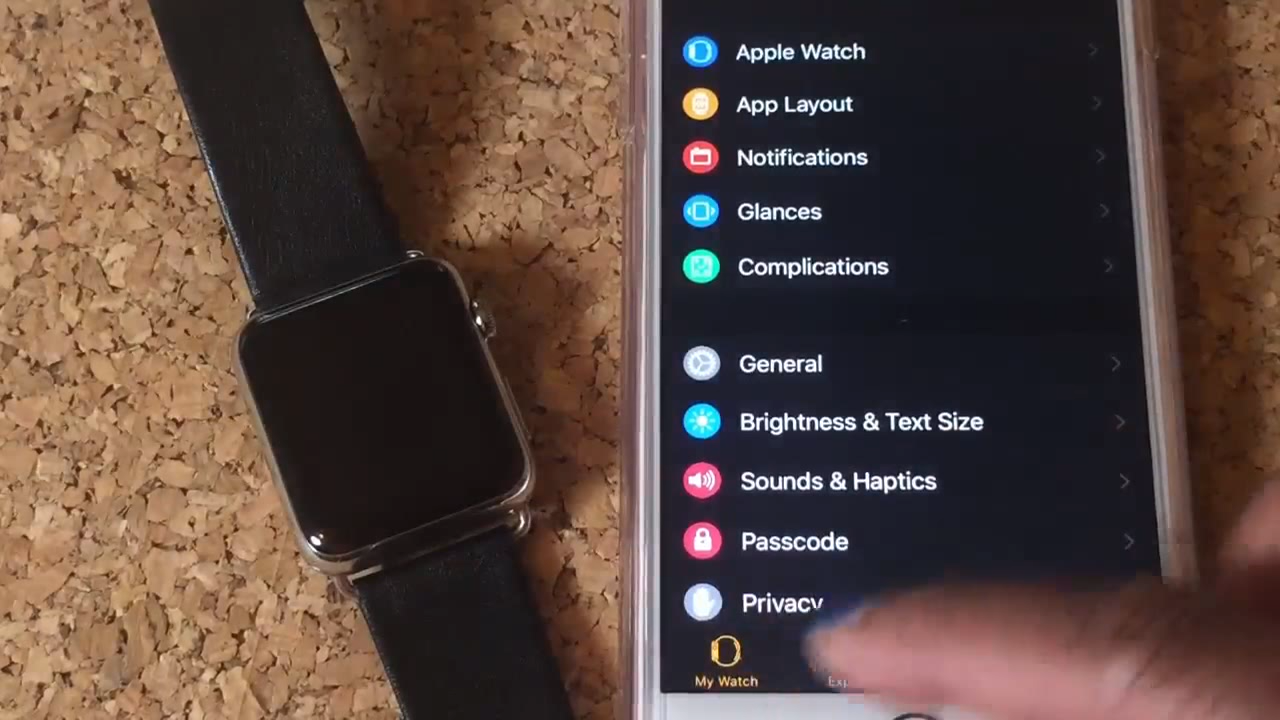 Apple Watch
App Layout
Notifications
Glances
Complications
General
Brightness & Text Size
Sounds & Haptics
Passcode
Privacy
My Watch